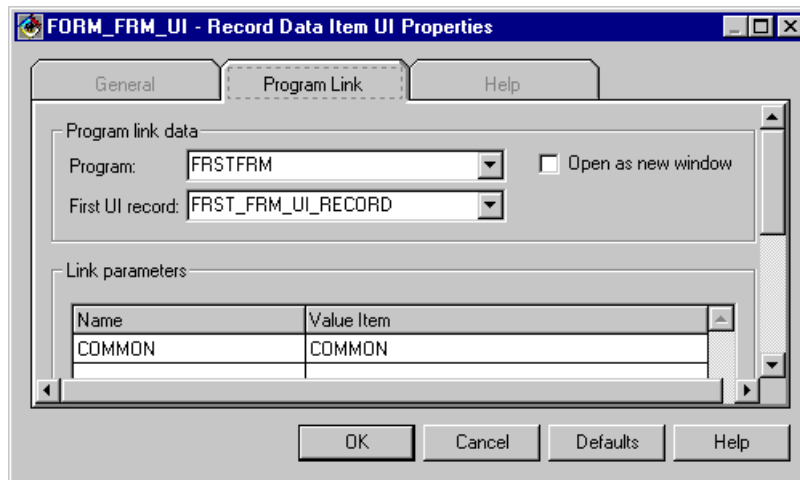 FORM_FRM_UI - Record Data Item UI Properties
General Program Link Help
Program link data
Program: FRSTFRM Open as new window
First UI record: FRST_FRM_UI_RECORD
Link parameters
Name Value Item
COMMON COMMON
OK Cancel Defaults Help